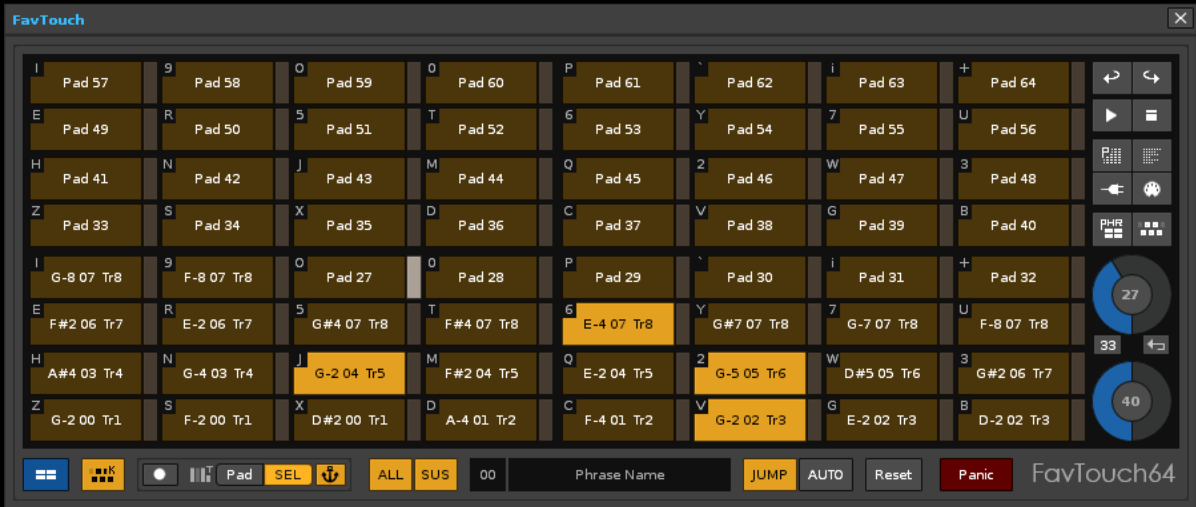 FavTouch
I Pad 57 9 Pad 58 O Pad 59 0 Pad 60 P Pad 61 ` Pad 62 i Pad 63 + Pad 64
E Pad 49 R Pad 50 5 Pad 51 T Pad 52 6 Pad 53 Y Pad 54 7 Pad 55 U Pad 56
H Pad 41 N Pad 42 J Pad 43 M Pad 44 Q Pad 45 2 Pad 46 W Pad 47 3 Pad 48
Z Pad 33 S Pad 34 X Pad 35 D Pad 36 C Pad 37 V Pad 38 G Pad 39 B Pad 40
PHR
I G-8 07 Tr8 9 F-8 07 Tr8 O Pad 27 0 Pad 28 P Pad 29 ` Pad 30 i Pad 31 + Pad 32
27
E F#2 06 Tr7 R E-2 06 Tr7 5 G#4 07 Tr8 T F#4 07 Tr8 6 E-4 07 Tr8 Y G#7 07 Tr8 7 G-7 07 Tr8 U F-8 07 Tr8
33
H A#4 03 Tr4 N G-4 03 Tr4 J G-2 04 Tr5 M F#2 04 Tr5 Q E-2 04 Tr5 2 G-5 05 Tr6 W D#5 05 Tr6 3 G#2 06 Tr7
40
Z G-2 00 Tr1 S F-2 00 Tr1 X D#2 00 Tr1 D A-4 01 Tr2 C F-4 01 Tr2 V G-2 02 Tr3 G E-2 02 Tr3 B D-2 02 Tr3
K T Pad SEL ALL SUS 00 Phrase Name JUMP AUTO Reset Panic FavTouch64